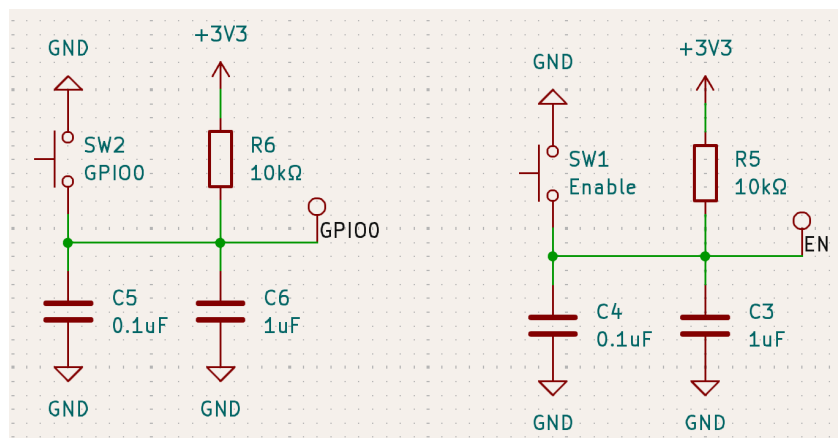 GND
+3V3
SW2
GPIO0
R6
10kΩ
GPIO0
C5
0.1uF
C6
1uF
GND
GND
GND
+3V3
SW1
Enable
R5
10kΩ
EN
C4
0.1uF
C3
1uF
GND
GND